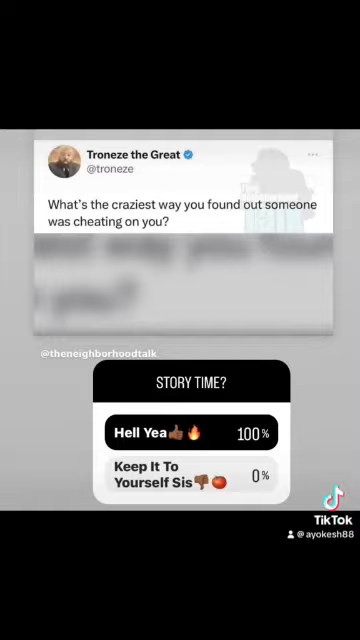 Troneze the Great
@troneze
What's the craziest way you found out someone
was cheating on you?
@theneighborhoodtalk
STORY TIME?
Hell Yea👍🏾🔥 100%
Keep It To
Yourself Sis👎🏾🍅 0%
TikTok
@ayokesh88